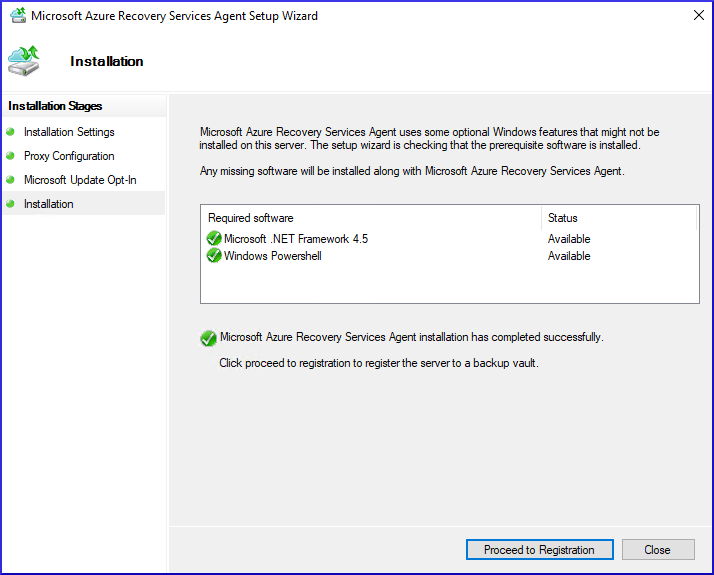 Microsoft Azure Recovery Services Agent Setup Wizard
Installation
Installation Stages
Installation Settings
Proxy Configuration
Microsoft Update Opt-In
Installation
Microsoft Azure Recovery Services Agent uses some optional Windows features that might not be
installed on this server. The setup wizard is checking that the prerequisite software is installed.
Any missing software will be installed along with Microsoft Azure Recovery Services Agent.
Required software Status
Microsoft .NET Framework 4.5 Available
Windows Powershell Available
Microsoft Azure Recovery Services Agent installation has completed successfully.
Click proceed to registration to register the server to a backup vault.
Proceed to Registration Close